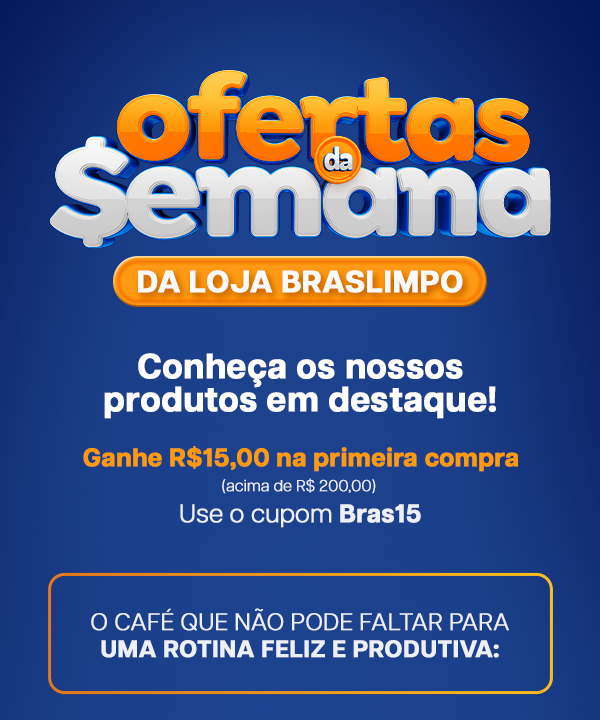 ofertas
da
$emana
DA LOJA BRASLIMPO
Conheça os nossos
produtos em destaque!
Ganhe R$15,00 na primeira compra
(acima de R$ 200,00)
Use o cupom Bras15
O CAFÉ QUE NÃO PODE FALTAR PARA
UMA ROTINA FELIZ E PRODUTIVA: